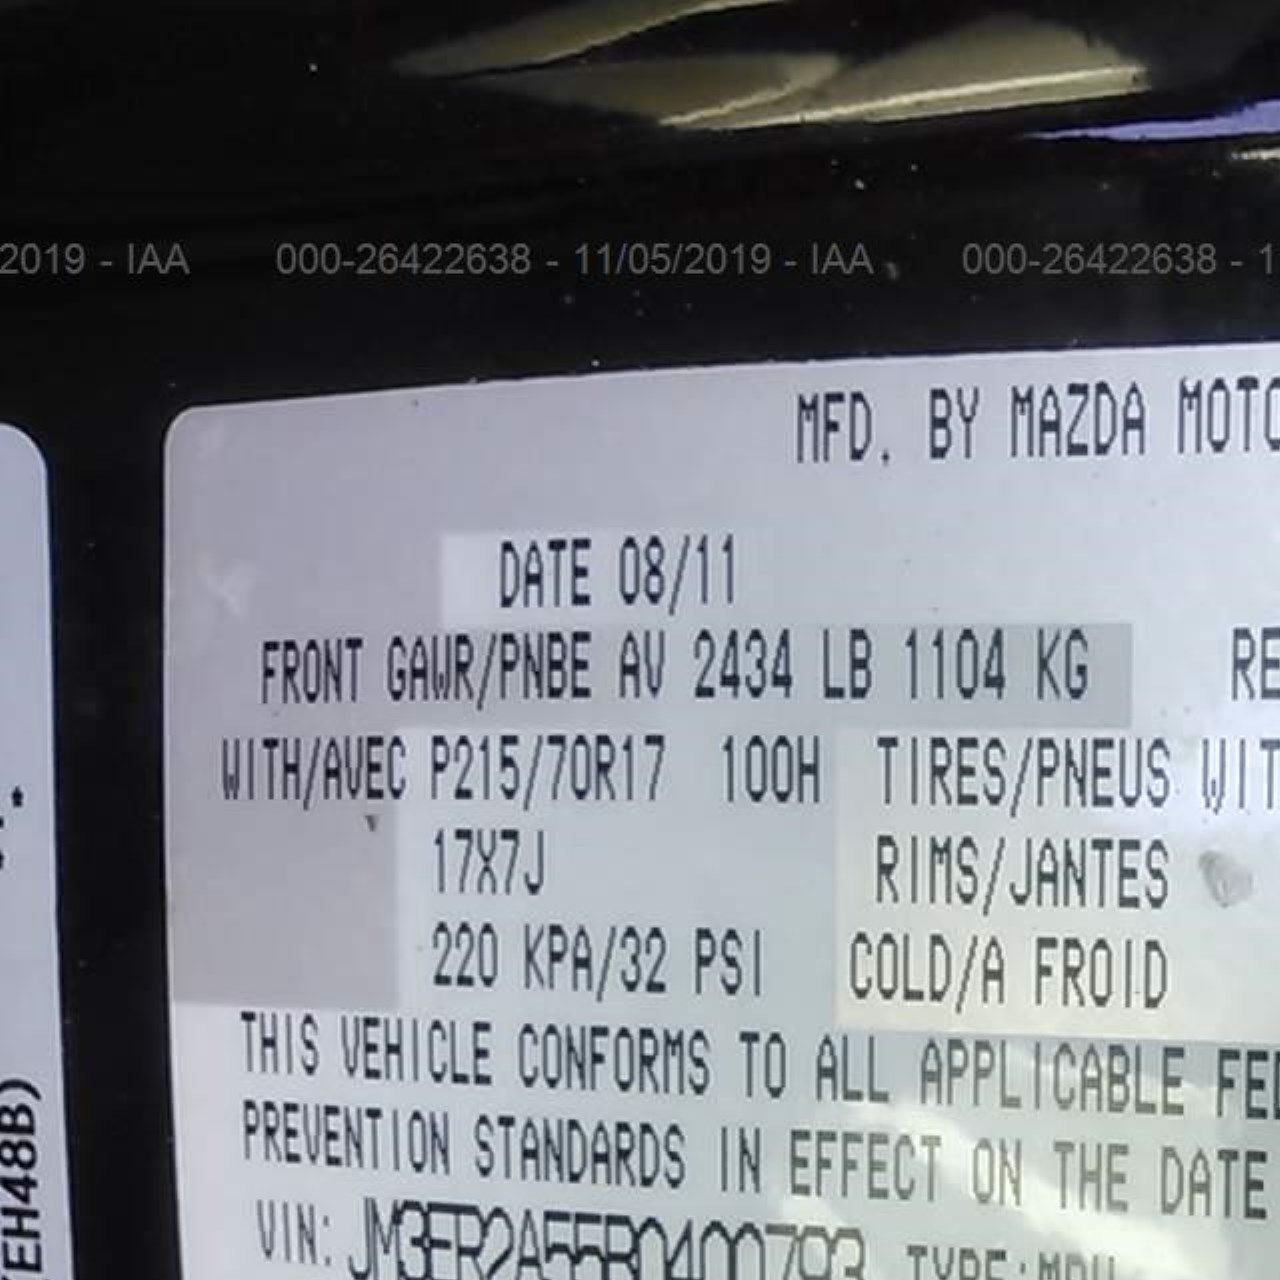 2019 - IAA 000-26422638 - 11/05/2019 - IAA 000-26422638 - 1
MFD. BY MAZDA MOTO
DATE 08/11
FRONT GAWR/PNBE AV 2434 LB 1104 KG RE
WITH/AVEC P215/70R17 100H TIRES/PNEUS WIT
17X7J RIMS/JANTES
220 KPA/32 PSI COLD/A FROID
THIS VEHICLE CONFORMS TO ALL APPLICABLE FED
PREVENTION STANDARDS IN EFFECT ON THE DATE
VIN: JM3ER2A55B0400793 TYPE:MPV
EH48B)